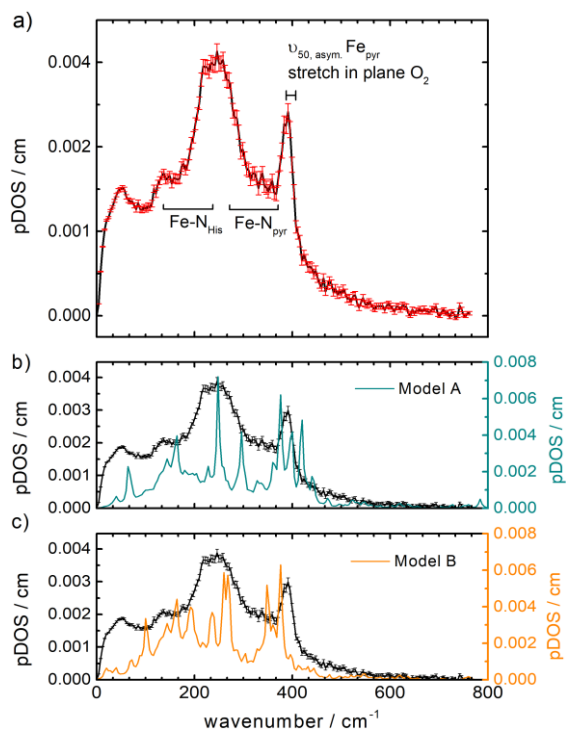 a)
υ50, asym. Fepyr
stretch in plane O2
0.004
0.002
0.001
0.000
pDOS / cm
Fe-NHis
Fe-Npyr
b)
0.004
0.003
0.002
0.001
0.000
pDOS / cm
Model A
0.008
0.006
0.004
0.002
0.000
pDOS / cm
c)
0.004
0.003
0.002
0.001
0.000
pDOS / cm
Model B
0.008
0.006
0.004
0.002
0.000
pDOS / cm
0 200 400 600 800
wavenumber / cm-1